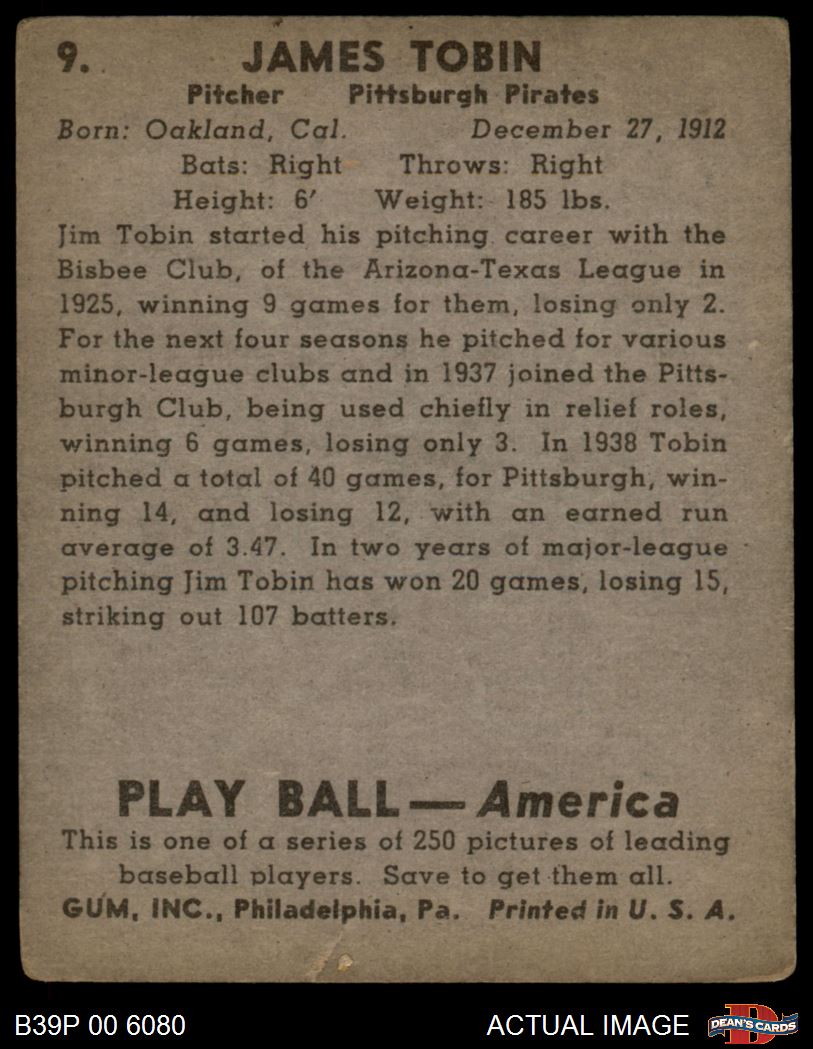 9. JAMES TOBIN
Pitcher Pittsburgh Pirates
Born: Oakland, Cal. December 27, 1912
Bats: Right Throws: Right
Height: 6′ Weight: 185 lbs.
Jim Tobin started his pitching career with the
Bisbee Club, of the Arizona-Texas League in
1925, winning 9 games for them, losing only 2.
For the next four seasons he pitched for various
minor-league clubs and in 1937 joined the Pitts-
burgh Club, being used chiefly in relief roles,
winning 6 games, losing only 3. In 1938 Tobin
pitched a total of 40 games, for Pittsburgh, win-
ning 14, and losing 12, with an earned run
average of 3.47. In two years of major-league
pitching Jim Tobin has won 20 games, losing 15,
striking out 107 batters.
PLAY BALL — America
This is one of a series of 250 pictures of leading
baseball players. Save to get them all.
GUM, INC., Philadelphia, Pa. Printed in U. S. A.
B39P 00 6080 ACTUAL IMAGE
D
DEAN'S CARDS